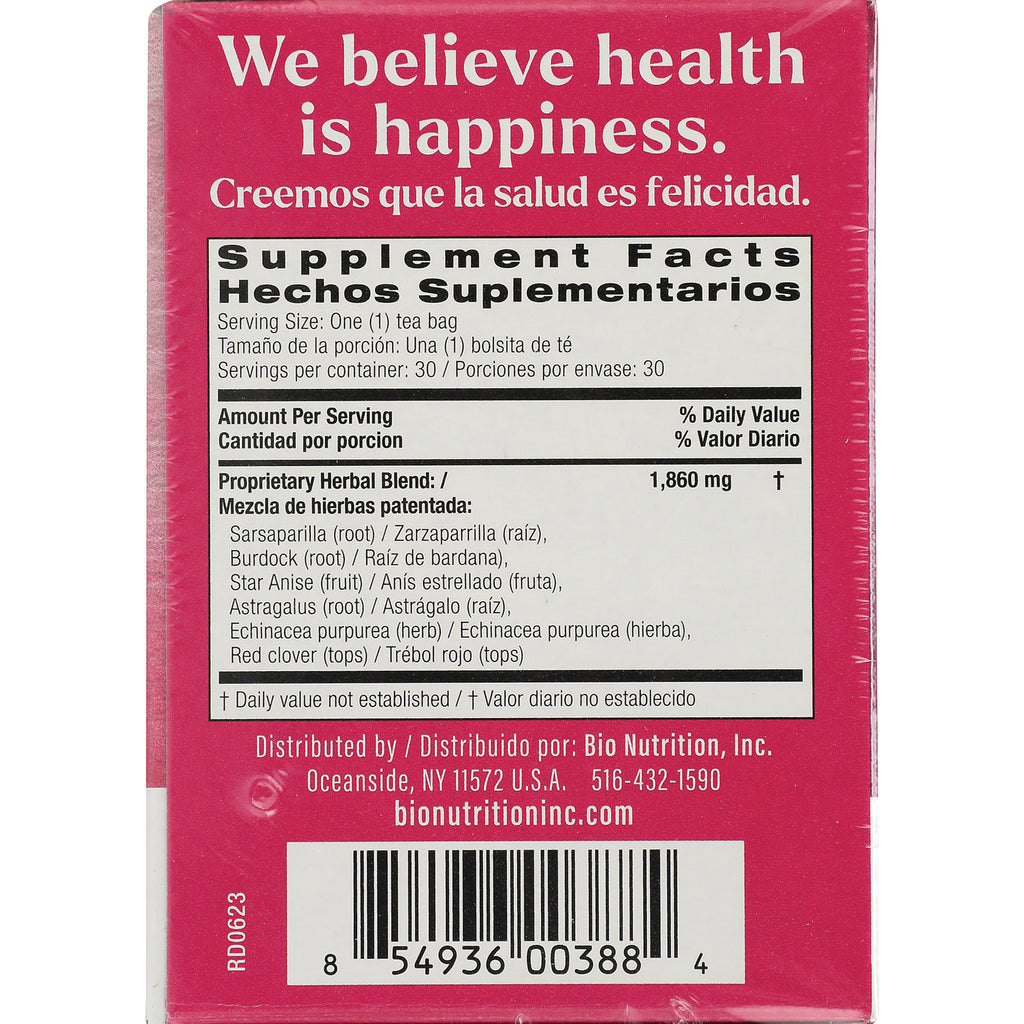 We believe health
is happiness.
Creemos que la salud es felicidad.
Supplement Facts
Hechos Suplementarios
Serving Size: One (1) tea bag
Tamaño de la porción: Una (1) bolsita de té
Servings per container: 30 / Porciones por envase: 30
Amount Per Serving % Daily Value
Cantidad por porcion % Valor Diario
Proprietary Herbal Blend: / 1,860 mg †
Mezcla de hierbas patentada:
Sarsaparilla (root) / Zarzaparrilla (raíz),
Burdock (root) / Raíz de bardana),
Star Anise (fruit) / Anís estrellado (fruta),
Astragalus (root) / Astrágalo (raíz),
Echinacea purpurea (herb) / Echinacea purpurea (hierba),
Red clover (tops) / Trébol rojo (tops)
† Daily value not established / † Valor diario no establecido
Distributed by / Distribuido por: Bio Nutrition, Inc.
Oceanside, NY 11572 U.S.A. 516-432-1590
bionutritioninc.com
RD0623
8 54936 00388 4